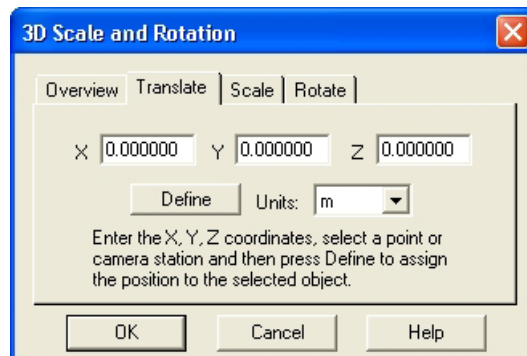 3D Scale and Rotation
Overview Translate Scale Rotate
X 0.000000 Y 0.000000 Z 0.000000
Define Units: m
Enter the X, Y, Z coordinates, select a point or
camera station and then press Define to assign
the position to the selected object.
OK Cancel Help